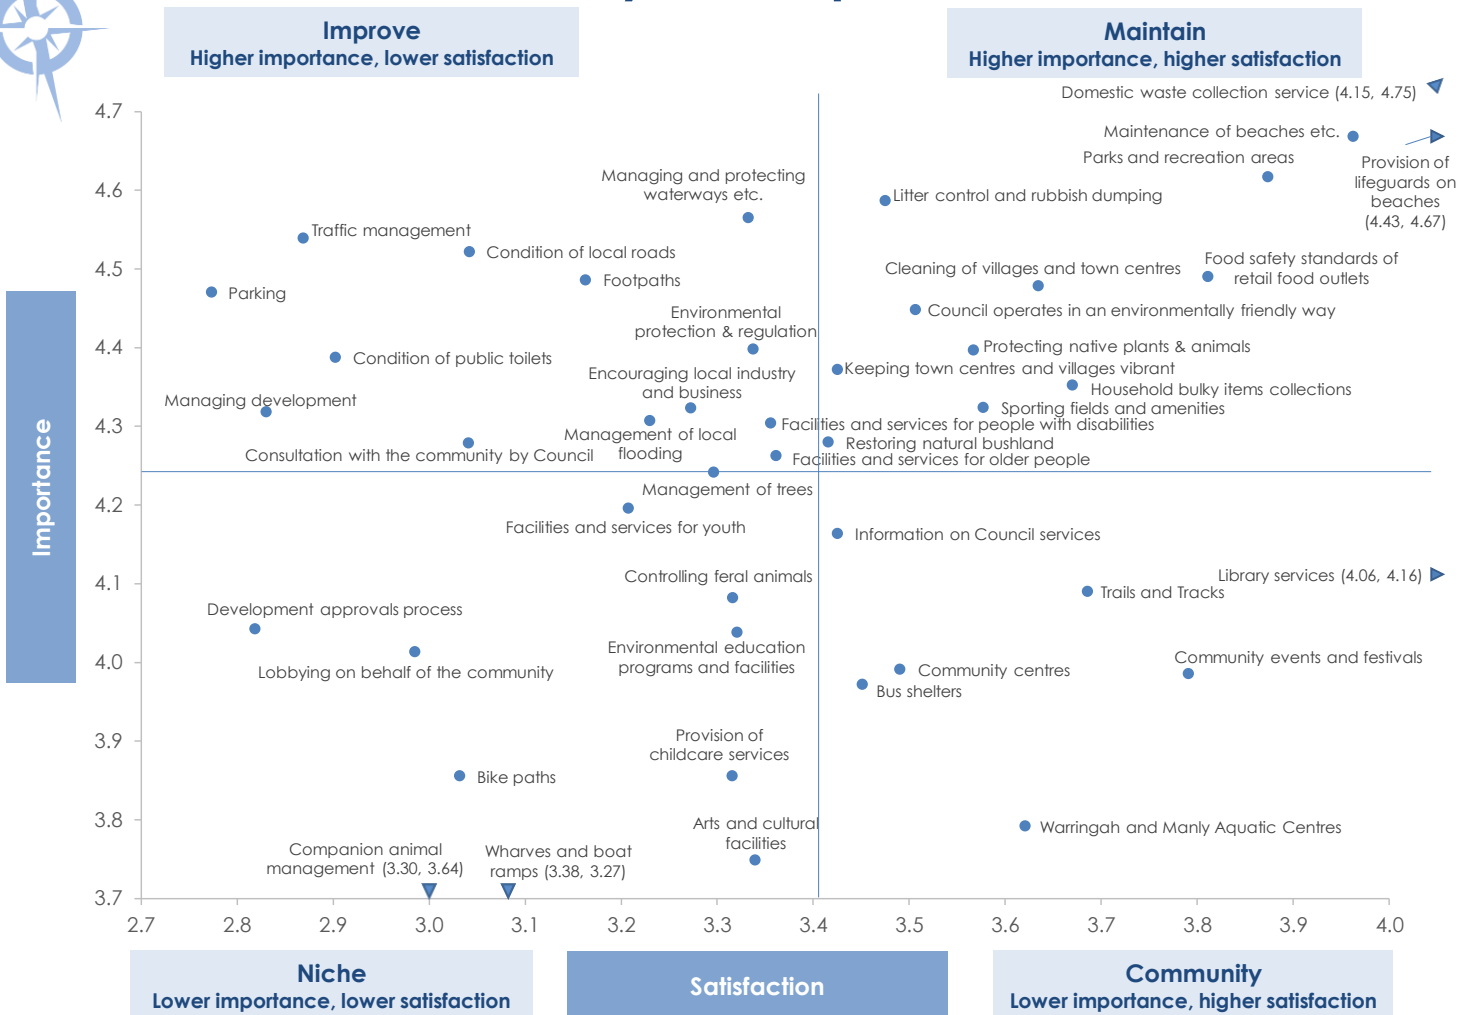 Improve
Higher importance, lower satisfaction
Maintain
Higher importance, higher satisfaction
Domestic waste collection service (4.15, 4.75)
4.7
Maintenance of beaches etc.
Parks and recreation areas
Provision of
lifeguards on
beaches
(4.43, 4.67)
Managing and protecting
waterways etc.
4.6
Litter control and rubbish dumping
Traffic management
Condition of local roads
Food safety standards of
retail food outlets
4.5
Cleaning of villages and town centres
Footpaths
Parking
Environmental
protection & regulation
Council operates in an environmentally friendly way
4.4
Protecting native plants & animals
Condition of public toilets
Keeping town centres and villages vibrant
Encouraging local industry
and business
Household bulky items collections
Managing development
Sporting fields and amenities
4.3
Facilities and services for people with disabilities
Management of local
flooding
Restoring natural bushland
Consultation with the community by Council
Facilities and services for older people
Importance
Management of trees
4.2
Facilities and services for youth
Information on Council services
4.1
Controlling feral animals
Library services (4.06, 4.16)
Trails and Tracks
Development approvals process
Environmental education
programs and facilities
4.0
Lobbying on behalf of the community
Community events and festivals
Community centres
Bus shelters
3.9
Provision of
childcare services
Bike paths
3.8
Arts and cultural
facilities
Warringah and Manly Aquatic Centres
Companion animal
management (3.30, 3.64)
Wharves and boat
ramps (3.38, 3.27)
3.7
2.7 2.8 2.9 3.0 3.1 3.2 3.3 3.4 3.5 3.6 3.7 3.8 3.9 4.0
Niche
Lower importance, lower satisfaction
Satisfaction
Community
Lower importance, higher satisfaction